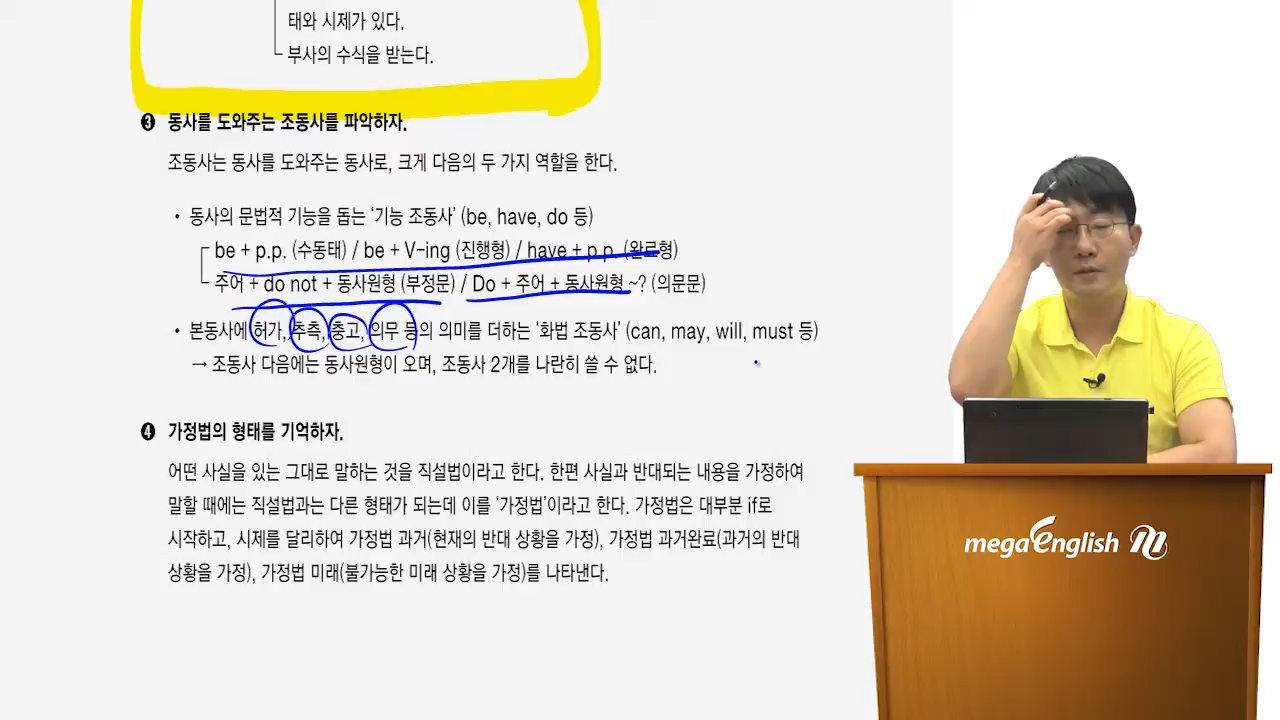 태와 시제가 있다.
부사의 수식을 받는다.
❸ 동사를 도와주는 조동사를 파악하자.
조동사는 동사를 도와주는 동사로, 크게 다음의 두 가지 역할을 한다.
• 동사의 문법적 기능을 돕는 ‘기능 조동사’ (be, have, do 등)
be + p.p. (수동태) / be + V-ing (진행형) / have + p.p. (완료형)
주어 + do not + 동사원형 (부정문) / Do + 주어 + 동사원형 ~? (의문문)
• 본동사에 허가, 추측, 충고, 의무 등의 의미를 더하는 ‘화법 조동사’ (can, may, will, must 등)
→ 조동사 다음에는 동사원형이 오며, 조동사 2개를 나란히 쓸 수 없다.
❹ 가정법의 형태를 기억하자.
어떤 사실을 있는 그대로 말하는 것을 직설법이라고 한다. 한편 사실과 반대되는 내용을 가정하여
말할 때에는 직설법과는 다른 형태가 되는데 이를 ‘가정법’이라고 한다. 가정법은 대부분 if로
시작하고, 시제를 달리하여 가정법 과거(현재의 반대 상황을 가정), 가정법 과거완료(과거의 반대
상황을 가정), 가정법 미래(불가능한 미래 상황을 가정)를 나타낸다.
megaEnglish m